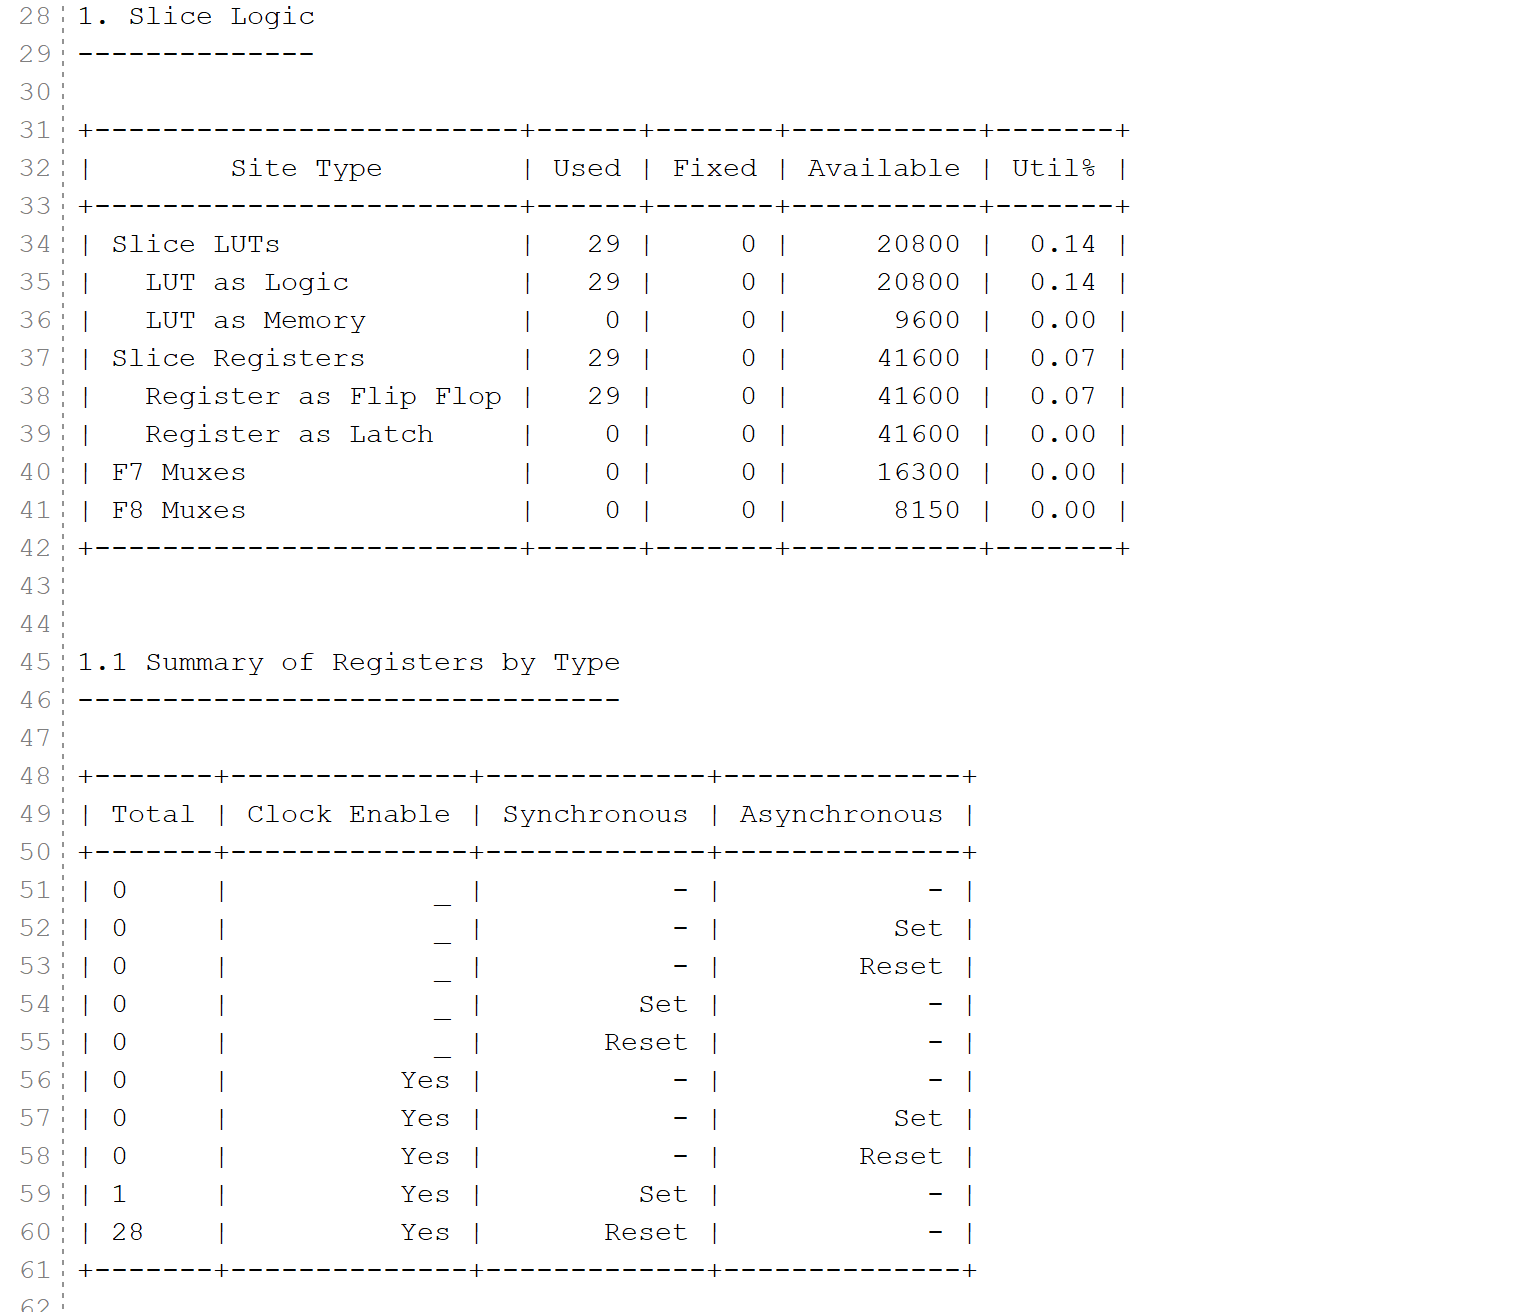 28 1. Slice Logic
29 --------------
30
31 +-------------------------+------+-------+-----------+-------+
32 |        Site Type        | Used | Fixed | Available | Util% |
33 +-------------------------+------+-------+-----------+-------+
34 | Slice LUTs              |   29 |     0 |     20800 |  0.14 |
35 |   LUT as Logic          |   29 |     0 |     20800 |  0.14 |
36 |   LUT as Memory         |    0 |     0 |      9600 |  0.00 |
37 | Slice Registers         |   29 |     0 |     41600 |  0.07 |
38 |   Register as Flip Flop |   29 |     0 |     41600 |  0.07 |
39 |   Register as Latch     |    0 |     0 |     41600 |  0.00 |
40 | F7 Muxes                |    0 |     0 |     16300 |  0.00 |
41 | F8 Muxes                |    0 |     0 |      8150 |  0.00 |
42 +-------------------------+------+-------+-----------+-------+
43
44
45 1.1 Summary of Registers by Type
46 --------------------------------
47
48 +-------+--------------+-------------+--------------+
49 | Total | Clock Enable | Synchronous | Asynchronous |
50 +-------+--------------+-------------+--------------+
51 | 0     |            _ |           - |            - |
52 | 0     |            _ |           - |          Set |
53 | 0     |            _ |           - |        Reset |
54 | 0     |            _ |         Set |            - |
55 | 0     |            _ |       Reset |            - |
56 | 0     |          Yes |           - |            - |
57 | 0     |          Yes |           - |          Set |
58 | 0     |          Yes |           - |        Reset |
59 | 1     |          Yes |         Set |            - |
60 | 28    |          Yes |       Reset |            - |
61 +-------+--------------+-------------+--------------+
62